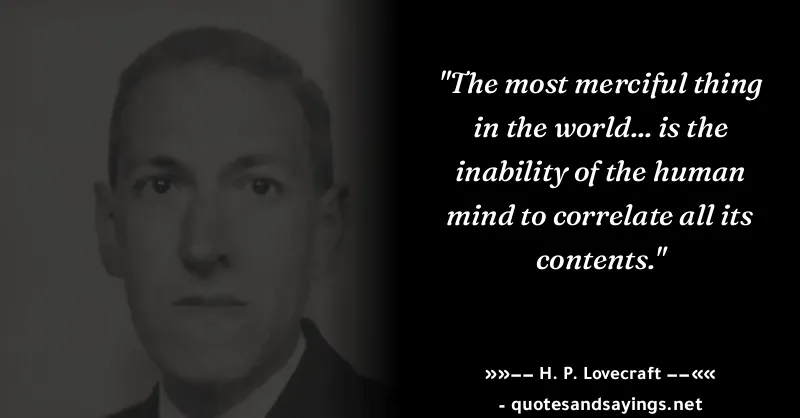 "The most merciful thing
in the world... is the
inability of the human
mind to correlate all its
contents."
»»−− H. P. Lovecraft −−««
- quotesandsayings.net